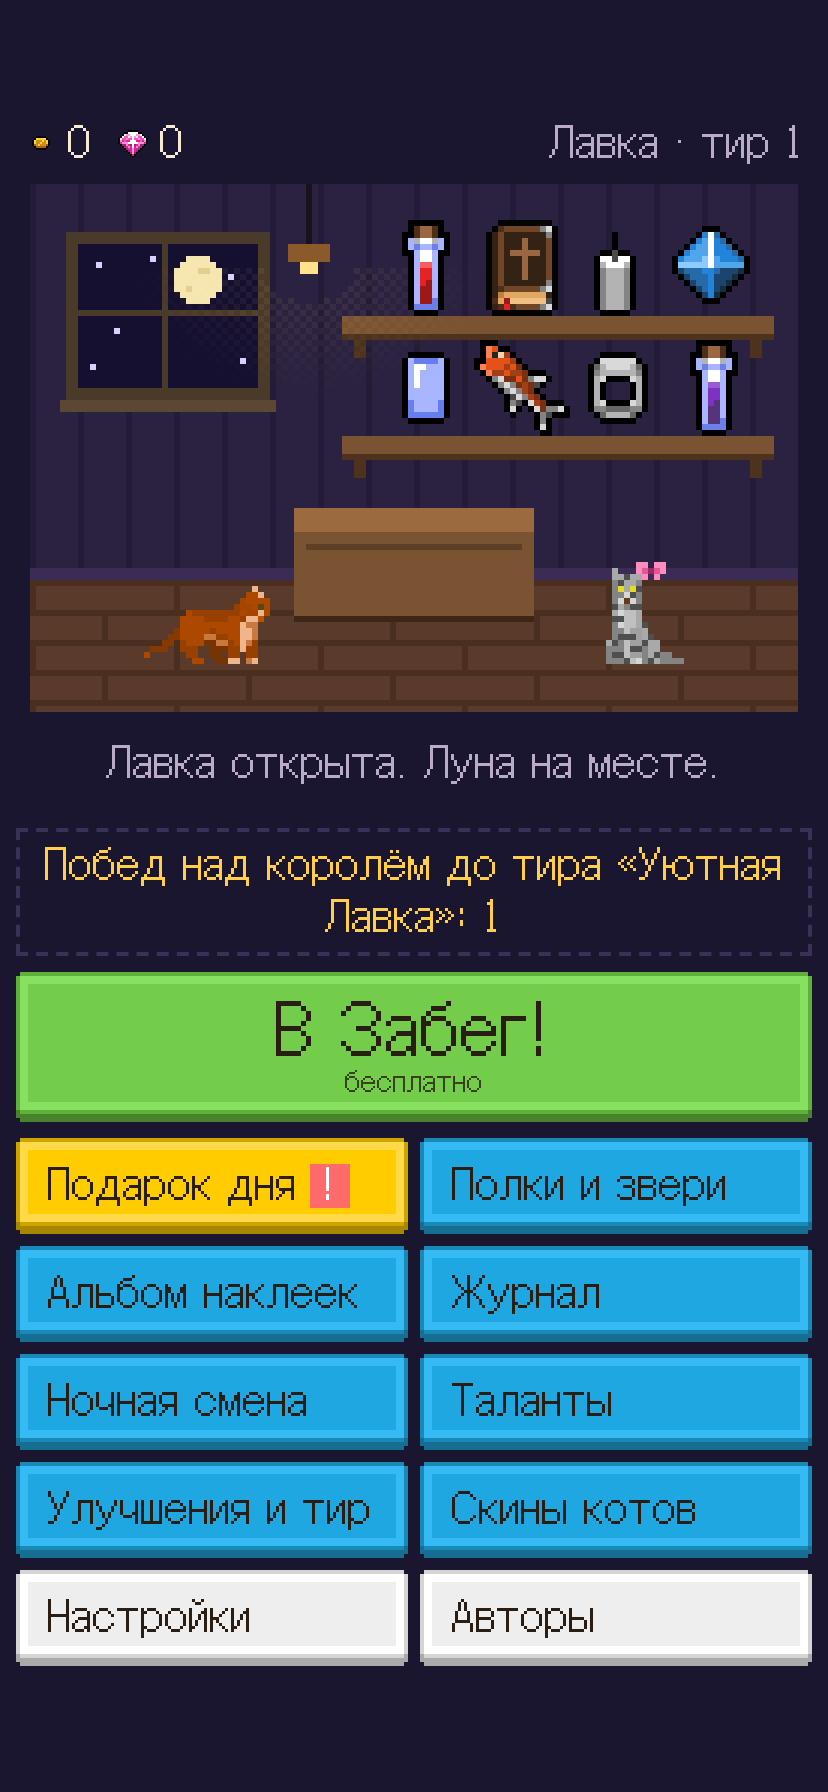 0 0 Лавка · тир 1
Лавка открыта. Луна на месте.
Побед над королём до тира «Уютная
Лавка»: 1
В Забег!
бесплатно
Подарок дня !
Полки и звери
Альбом наклеек
Журнал
Ночная смена
Таланты
Улучшения и тир
Скины котов
Настройки
Авторы